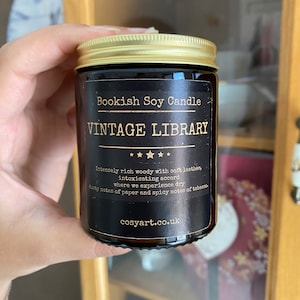 Bookish Soy Candle
VINTAGE LIBRARY
Intensely rich woody with soft leather,
intoxicating accord
where we experience dry
dusty notes of paper and spicy notes of tobacco.
cosyart.co.uk